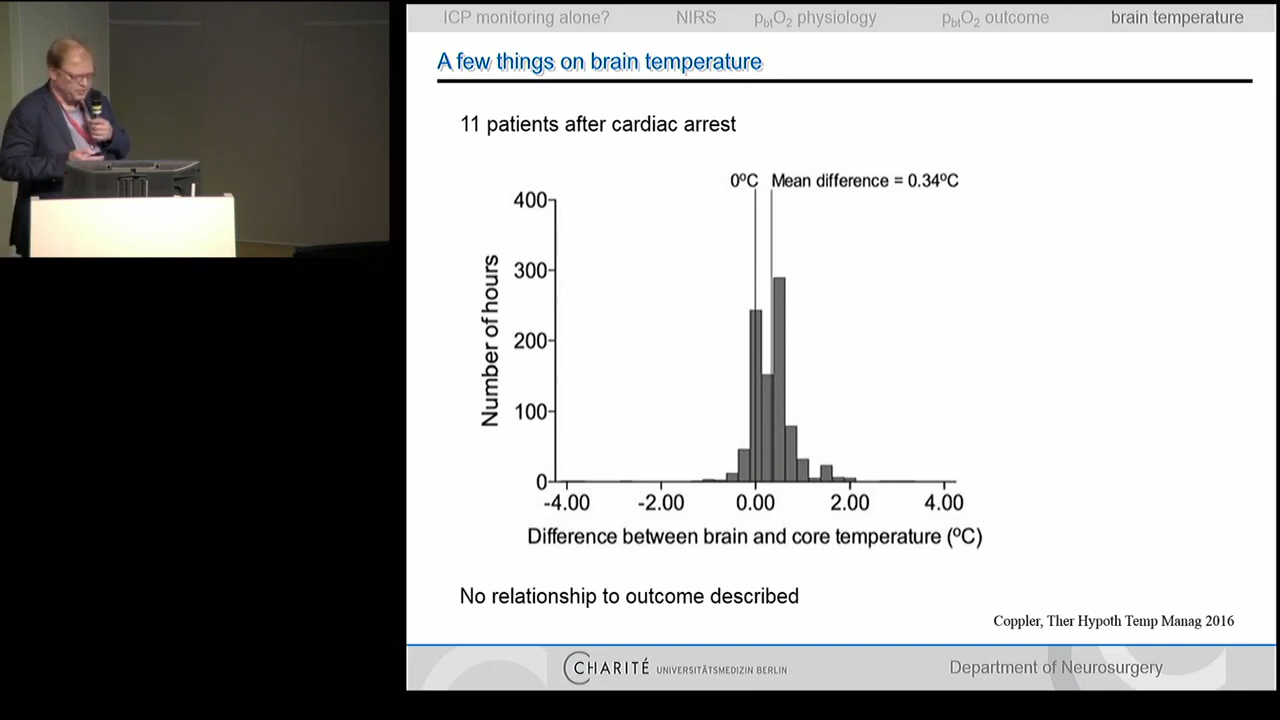 ICP monitoring alone? NIRS pbtO2 physiology pbtO2 outcome brain temperature
A few things on brain temperature
11 patients after cardiac arrest
0ºC Mean difference = 0.34ºC
400
300
200
100
0
Number of hours
-4.00 -2.00 0.00 2.00 4.00
Difference between brain and core temperature (ºC)
No relationship to outcome described
Coppler, Ther Hypoth Temp Manag 2016
CHARITÉ UNIVERSITÄTSMEDIZIN BERLIN
Department of Neurosurgery